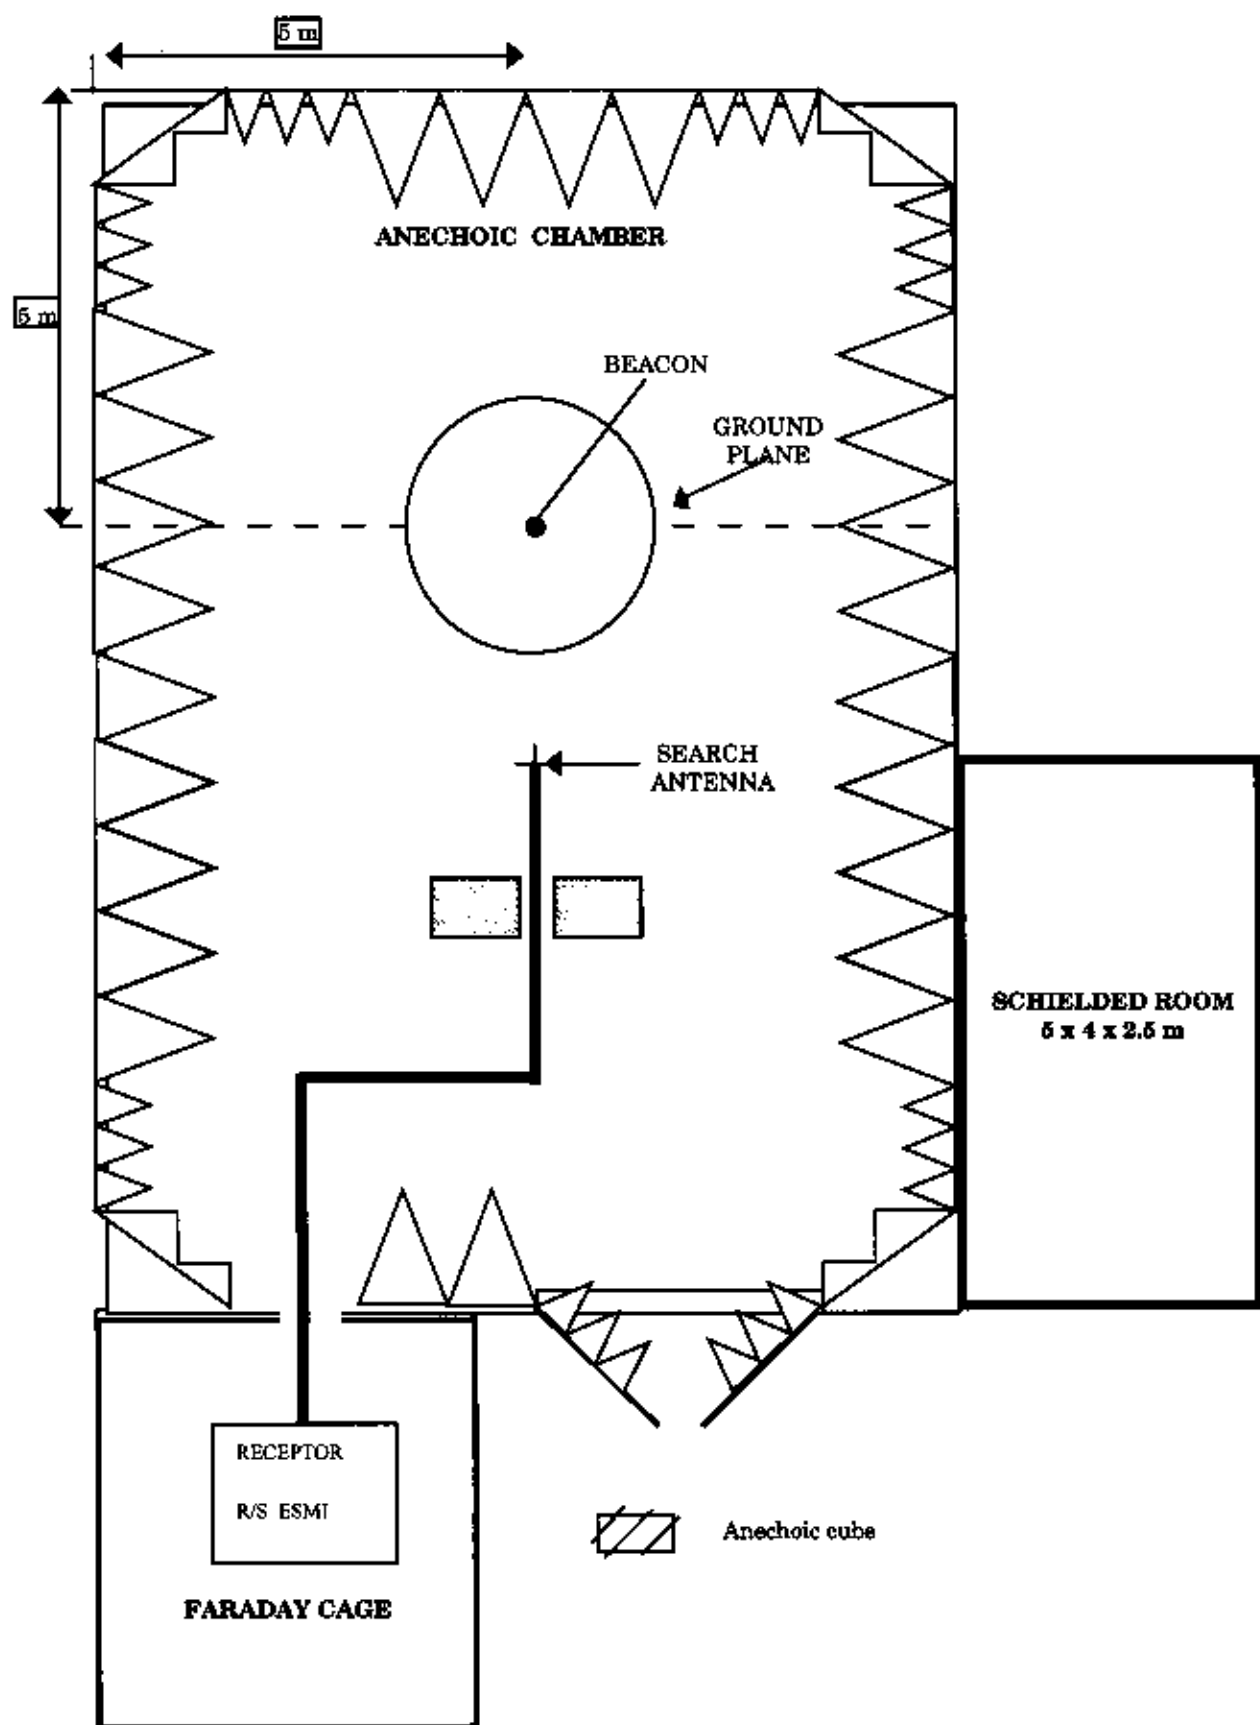 5 m
ANECHOIC CHAMBER
5 m
BEACON
GROUND
PLANE
SEARCH
ANTENNA
SCHIELDED ROOM
5 x 4 x 2.5 m
RECEPTOR
R/S ESMI
Anechoic cube
FARADAY CAGE